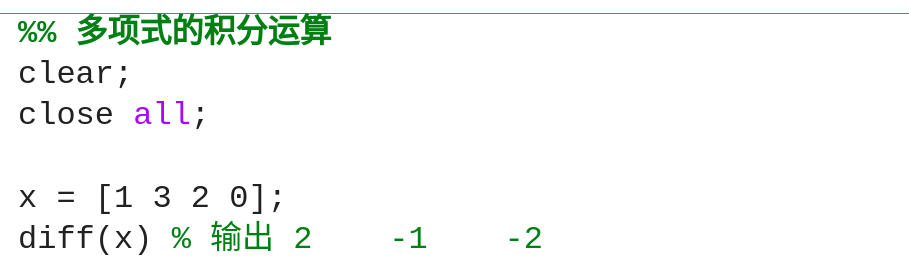 %% 多项式的积分运算
clear;
close all;
x = [1 3 2 0];
diff(x) % 输出 2    -1    -2